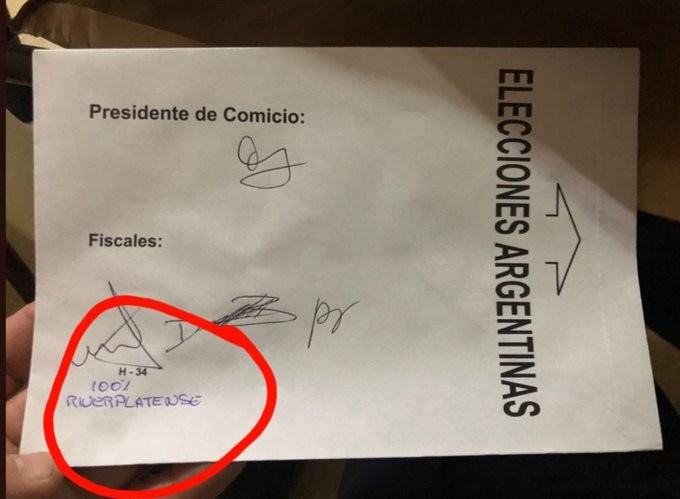 Presidente de Comicio:
Fiscales:
H - 34
100%
RIVERPLATENSE
ELECCIONES ARGENTINAS